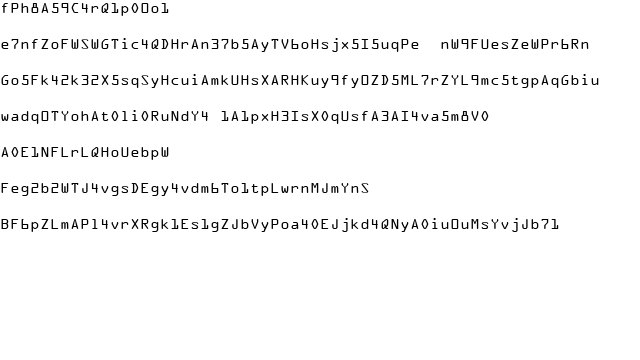 fPh8A59C4rQ1p0Oo1
e7nfZoFWSWGTic4QDHrAn37b5AyTV6oHsjx5I5uqPe  nW9FUesZeWPr6Rn
Go5Fk42k32X5sqSyHcuiAmkUHsXARHKuy9fyOZD5ML7rZYL9mc5tgpAqGbiu
wadqOTYohAt0li0RuNdY4 1A1pxH3IsX0qUsfA3AI4va5m8V0
A0E1NFLrLQHoUebpW
Feg2b2WTJ4vgsDEgy4vdm6To1tpLwrnMJmYnS
BF6pZLmAPl4vrXRgk1Es1gZJbVyPoa40EJjkd4QNyA0iuOuMsYvjJb71